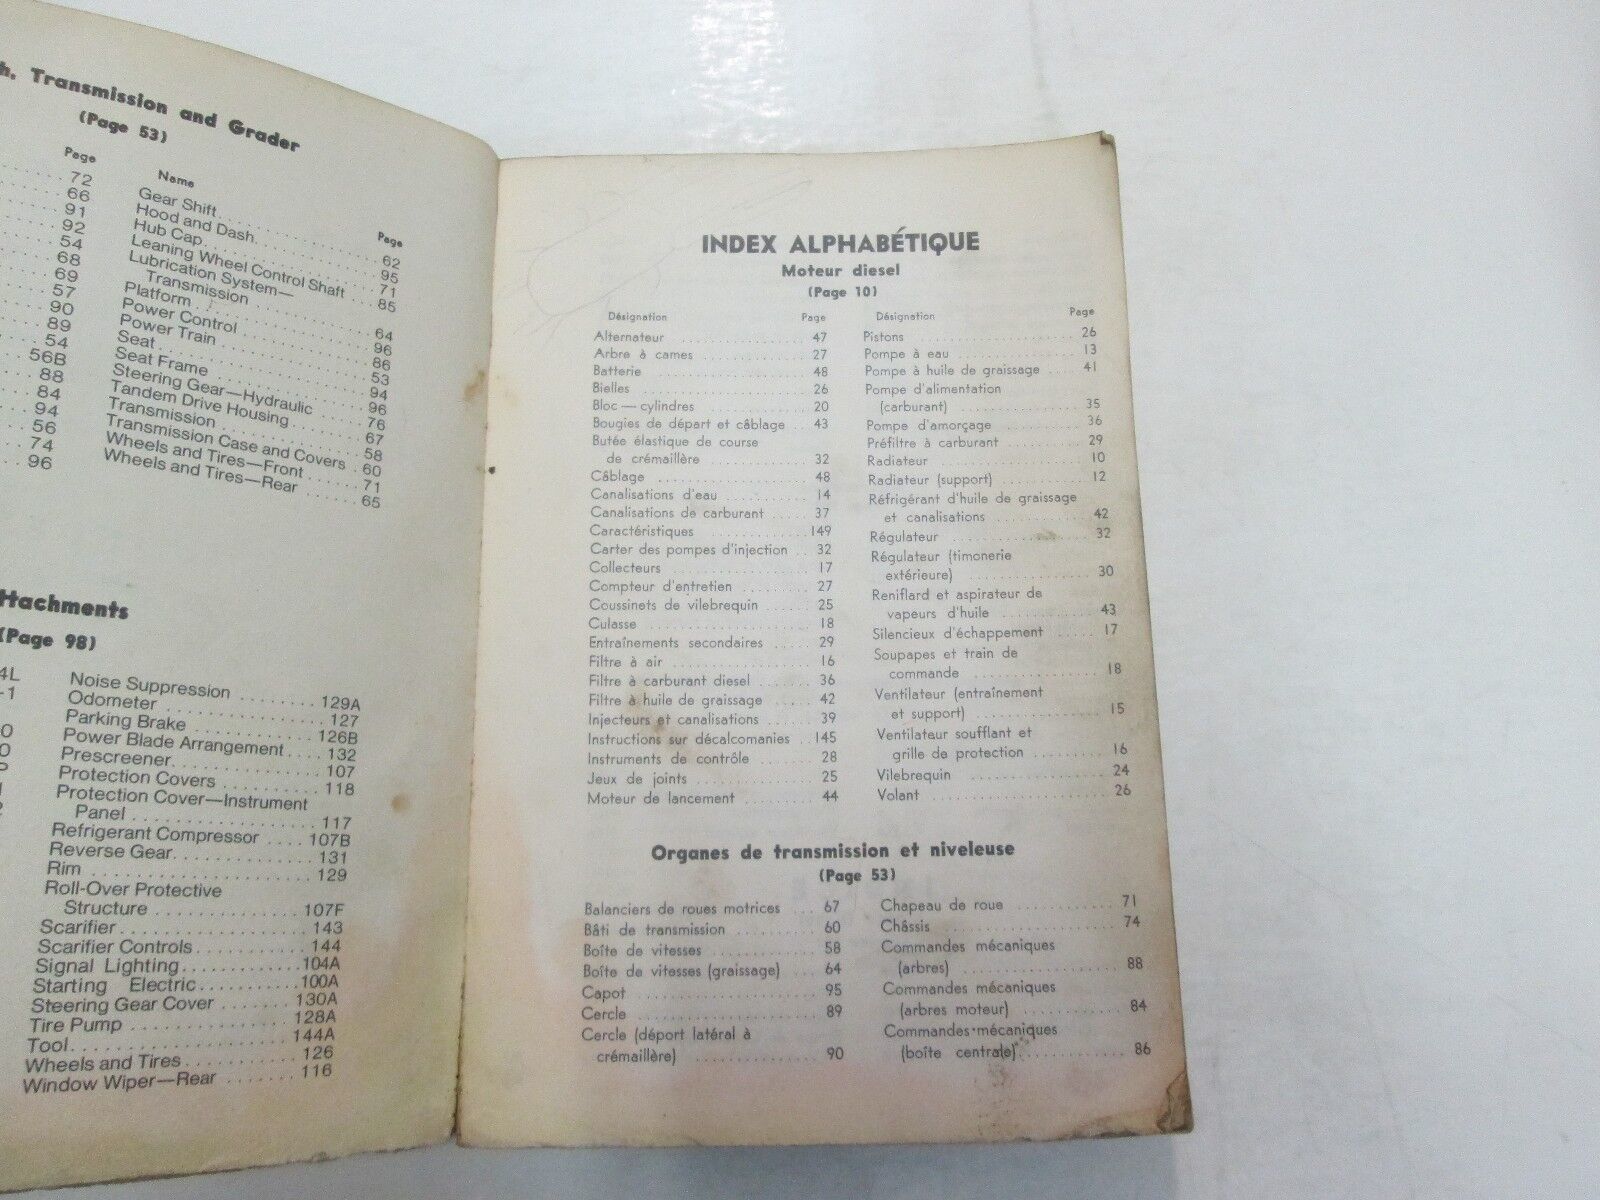 h. Transmission and Grader
(Page 53)
Page
72
66
91
92
54
68
69
57
90
89
54
56B
88
84
94
56
74
96
Name
Page
Gear Shift 62
Hood and Dash 95
Hub Cap 71
Leaning Wheel Control Shaft 85
Lubrication System—
Transmission 64
Platform 96
Power Control 86
Power Train 53
Seat 94
Seat Frame 96
Steering Gear—Hydraulic 76
Tandem Drive Housing 67
Transmission 58
Transmission Case and Covers 60
Wheels and Tires—Front 71
Wheels and Tires—Rear 65
ttachments
(Page 98)
4L
-1
Noise Suppression 129A
Odometer 127
Parking Brake 126B
Power Blade Arrangement 132
Prescreener 107
Protection Covers 118
Protection Cover—Instrument
Panel 117
Refrigerant Compressor 107B
Reverse Gear 131
Rim 129
Roll-Over Protective
Structure 107F
Scarifier 143
Scarifier Controls 144
Signal Lighting 104A
Starting Electric 100A
Steering Gear Cover 130A
Tire Pump 128A
Tool 144A
Wheels and Tires 126
Window Wiper—Rear 116
INDEX ALPHABÉTIQUE
Moteur diesel
(Page 10)
Désignation Page
Alternateur 47
Arbre à cames 27
Batterie 48
Bielles 26
Bloc — cylindres 20
Bougies de départ et câblage 43
Butée élastique de course
de crémaillère 32
Câblage 48
Canalisations d'eau 14
Canalisations de carburant 37
Caractéristiques 149
Carter des pompes d'injection 32
Collecteurs 17
Compteur d'entretien 27
Coussinets de vilebrequin 25
Culasse 18
Entraînements secondaires 29
Filtre à air 16
Filtre à carburant diesel 36
Filtre à huile de graissage 42
Injecteurs et canalisations 39
Instructions sur décalcomanies 145
Instruments de contrôle 28
Jeux de joints 25
Moteur de lancement 44
Désignation Page
Pistons 26
Pompe à eau 13
Pompe à huile de graissage 41
Pompe d'alimentation
(carburant) 35
Pompe d'amorçage 36
Préfiltre à carburant 29
Radiateur 10
Radiateur (support) 12
Réfrigérant d'huile de graissage
et canalisations 42
Régulateur 32
Régulateur (timonerie
extérieure) 30
Reniflard et aspirateur de
vapeurs d'huile 43
Silencieux d'échappement 17
Soupapes et train de
commande 18
Ventilateur (entraînement
et support) 15
Ventilateur soufflant et
grille de protection 16
Vilebrequin 24
Volant 26
Organes de transmission et niveleuse
(Page 53)
Balanciers de roues motrices 67
Bâti de transmission 60
Boîte de vitesses 58
Boîte de vitesses (graissage) 64
Capot 95
Cercle 89
Cercle (déport latéral à
crémaillère) 90
Chapeau de roue 71
Châssis 74
Commandes mécaniques
(arbres) 88
Commandes mécaniques
(arbres moteur) 84
Commandes mécaniques
(boîte centrale) 86